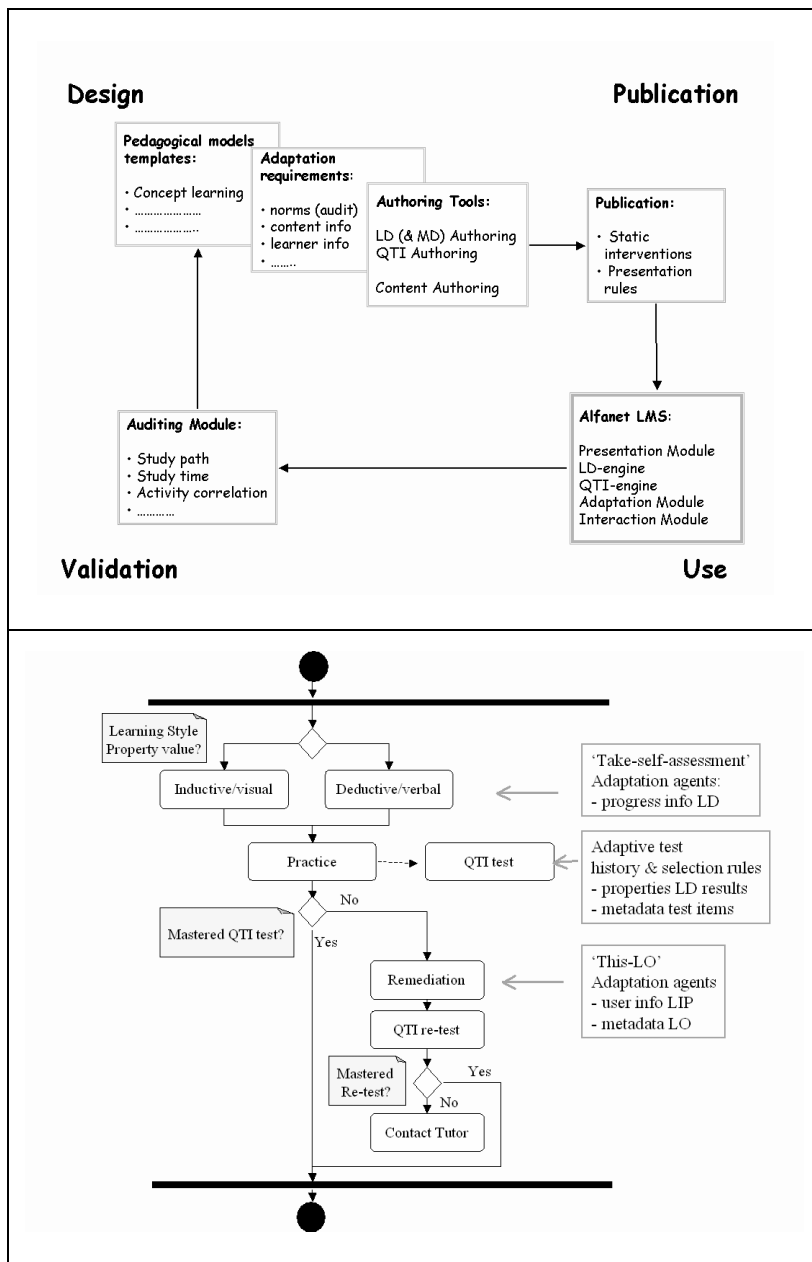 Design
Publication
Pedagogical models
templates:
• Concept learning
• …………………
• ………………..
Adaptation
requirements:
• norms (audit)
• content info
• learner info
• ……..
Authoring Tools:
LD (& MD) Authoring
QTI Authoring
Content Authoring
Publication:
• Static
interventions
• Presentation
rules
Auditing Module:
• Study path
• Study time
• Activity correlation
• …………
Alfanet LMS:
Presentation Module
LD-engine
QTI-engine
Adaptation Module
Interaction Module
Validation
Use
Learning Style
Property value?
Inductive/visual
Deductive/verbal
‘Take-self-assessment’
Adaptation agents:
- progress info LD
Practice
QTI test
Adaptive test
history & selection rules
- properties LD results
- metadata test items
Mastered QTI test?
No
Yes
Remediation
‘This-LO’
Adaptation agents
- user info LIP
- metadata LO
QTI re-test
Mastered
Re-test?
Yes
No
Contact Tutor